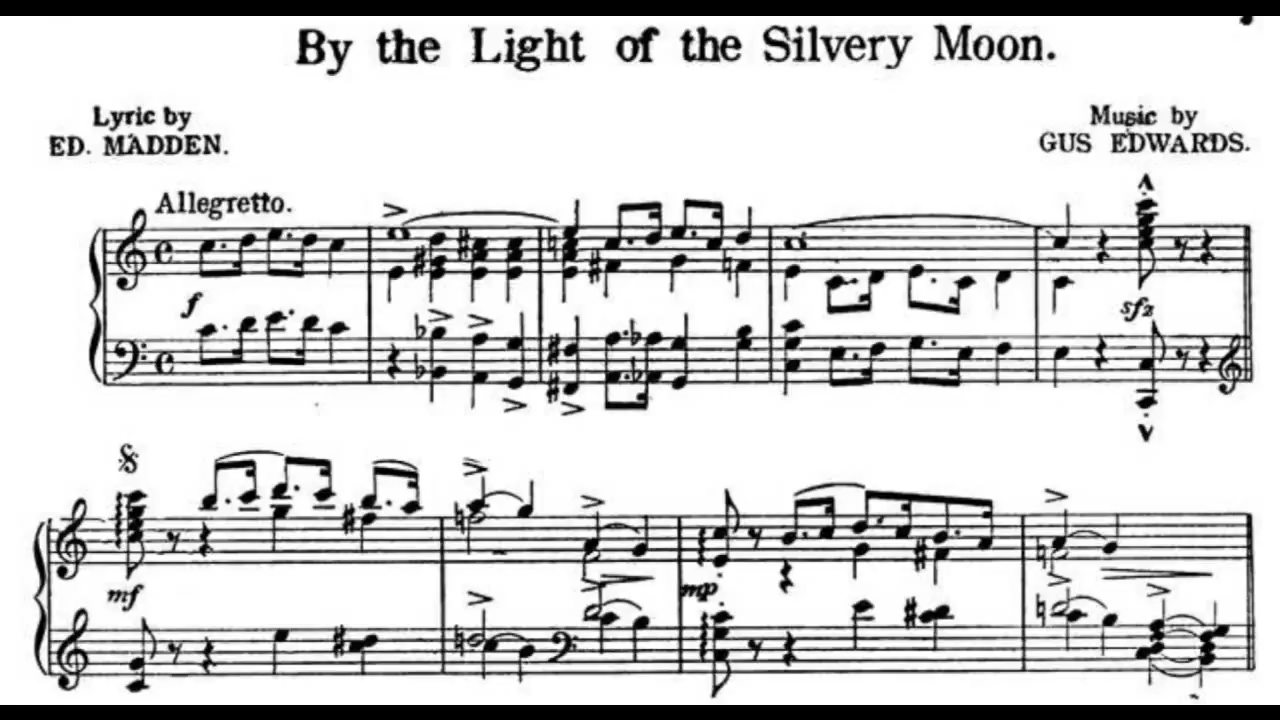 By the Light of the Silvery Moon.
Lyric by
ED. MADDEN.
Music by
GUS EDWARDS.
Allegretto.
f
sfz
mf
mp